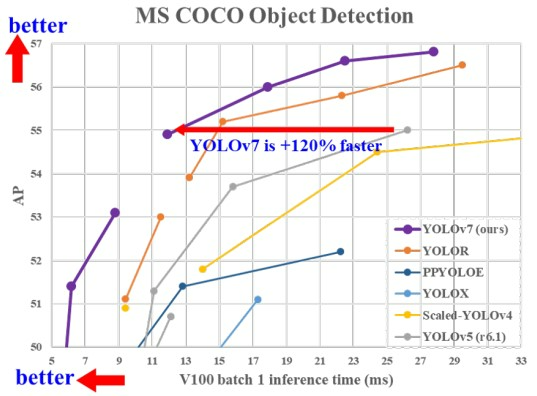 MS COCO Object Detection
better
57
56
55
54
53
52
51
50
AP
YOLOv7 is +120% faster
YOLOv7 (ours)
YOLOR
PPYOLOE
YOLOX
Scaled-YOLOv4
YOLOv5 (r6.1)
5 7 9 11 13 15 17 19 21 23 25 27 29 31 33
better
V100 batch 1 inference time (ms)